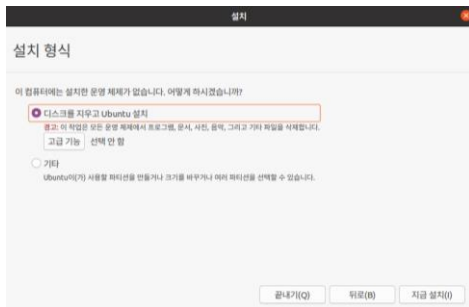 설치
설치 형식
이 컴퓨터에는 설치한 운영 체제가 없습니다. 어떻게 하시겠습니까?
디스크를 지우고 Ubuntu 설치
경고: 이 작업은 모든 운영 체제에서 프로그램, 문서, 사진, 음악, 그리고 기타 파일을 삭제합니다.
고급 기능 선택 안 함
기타
Ubuntu이(가) 사용할 파티션을 만들거나 크기를 바꾸거나 여러 파티션을 선택할 수 있습니다.
끝내기(Q) 뒤로(B) 지금 설치(I)